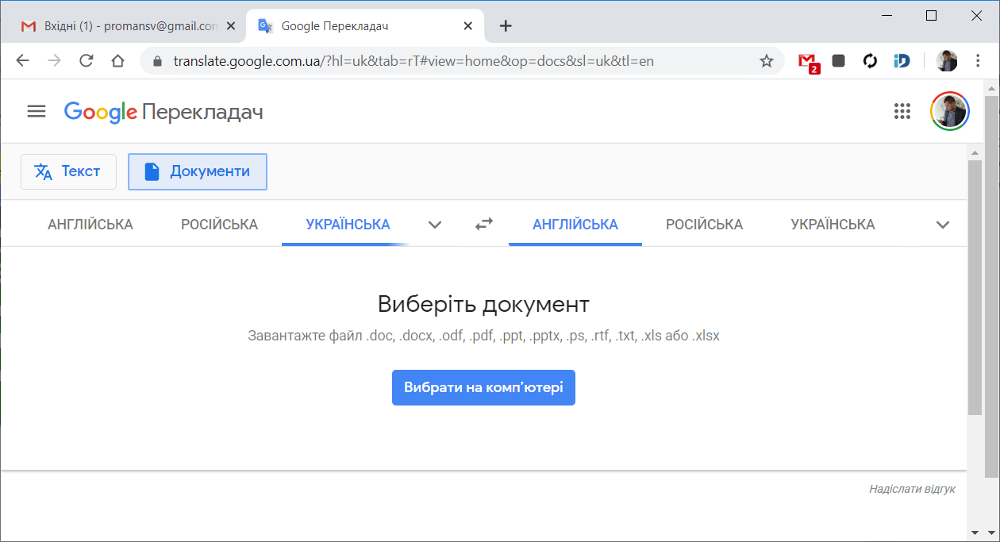 Вхідні (1) - promansv@gmail.com
Google Перекладач
translate.google.com.ua/?hl=uk&tab=rT#view=home&op=docs&sl=uk&tl=en
2
Google Перекладач
Текст
Документи
АНГЛІЙСЬКА РОСІЙСЬКА УКРАЇНСЬКА АНГЛІЙСЬКА РОСІЙСЬКА УКРАЇНСЬКА
Виберіть документ
Завантажте файл .doc, .docx, .odf, .pdf, .ppt, .pptx, .ps, .rtf, .txt, .xls або .xlsx
Вибрати на комп’ютері
Надіслати відгук